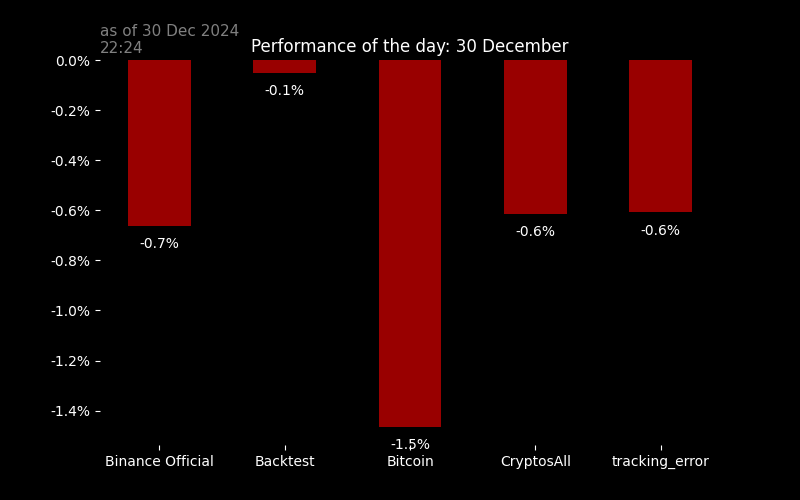 as of 30 Dec 2024
22:24
Performance of the day: 30 December
0.0%
-0.2%
-0.4%
-0.6%
-0.8%
-1.0%
-1.2%
-1.4%
-0.7%
-0.1%
-1.5%
-0.6%
-0.6%
Binance Official
Backtest
Bitcoin
CryptosAll
tracking_error